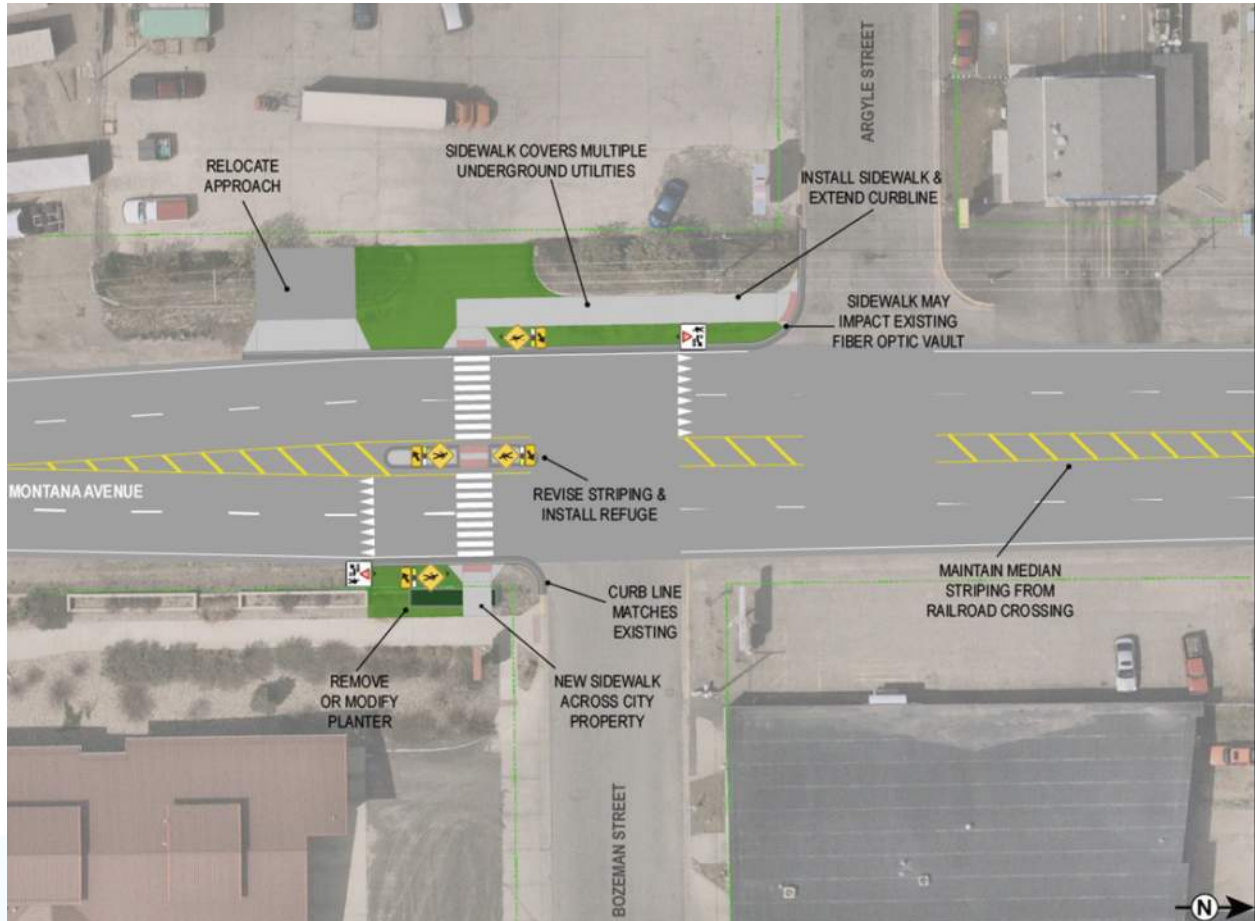 ARGYLE STREET
RELOCATE
APPROACH
SIDEWALK COVERS MULTIPLE
UNDERGROUND UTILITIES
INSTALL SIDEWALK &
EXTEND CURBLINE
SIDEWALK MAY
IMPACT EXISTING
FIBER OPTIC VAULT
MONTANA AVENUE
REVISE STRIPING &
INSTALL REFUGE
MAINTAIN MEDIAN
STRIPING FROM
RAILROAD CROSSING
CURB LINE
MATCHES
EXISTING
REMOVE
OR MODIFY
PLANTER
NEW SIDEWALK
ACROSS CITY
PROPERTY
BOZEMAN STREET
N